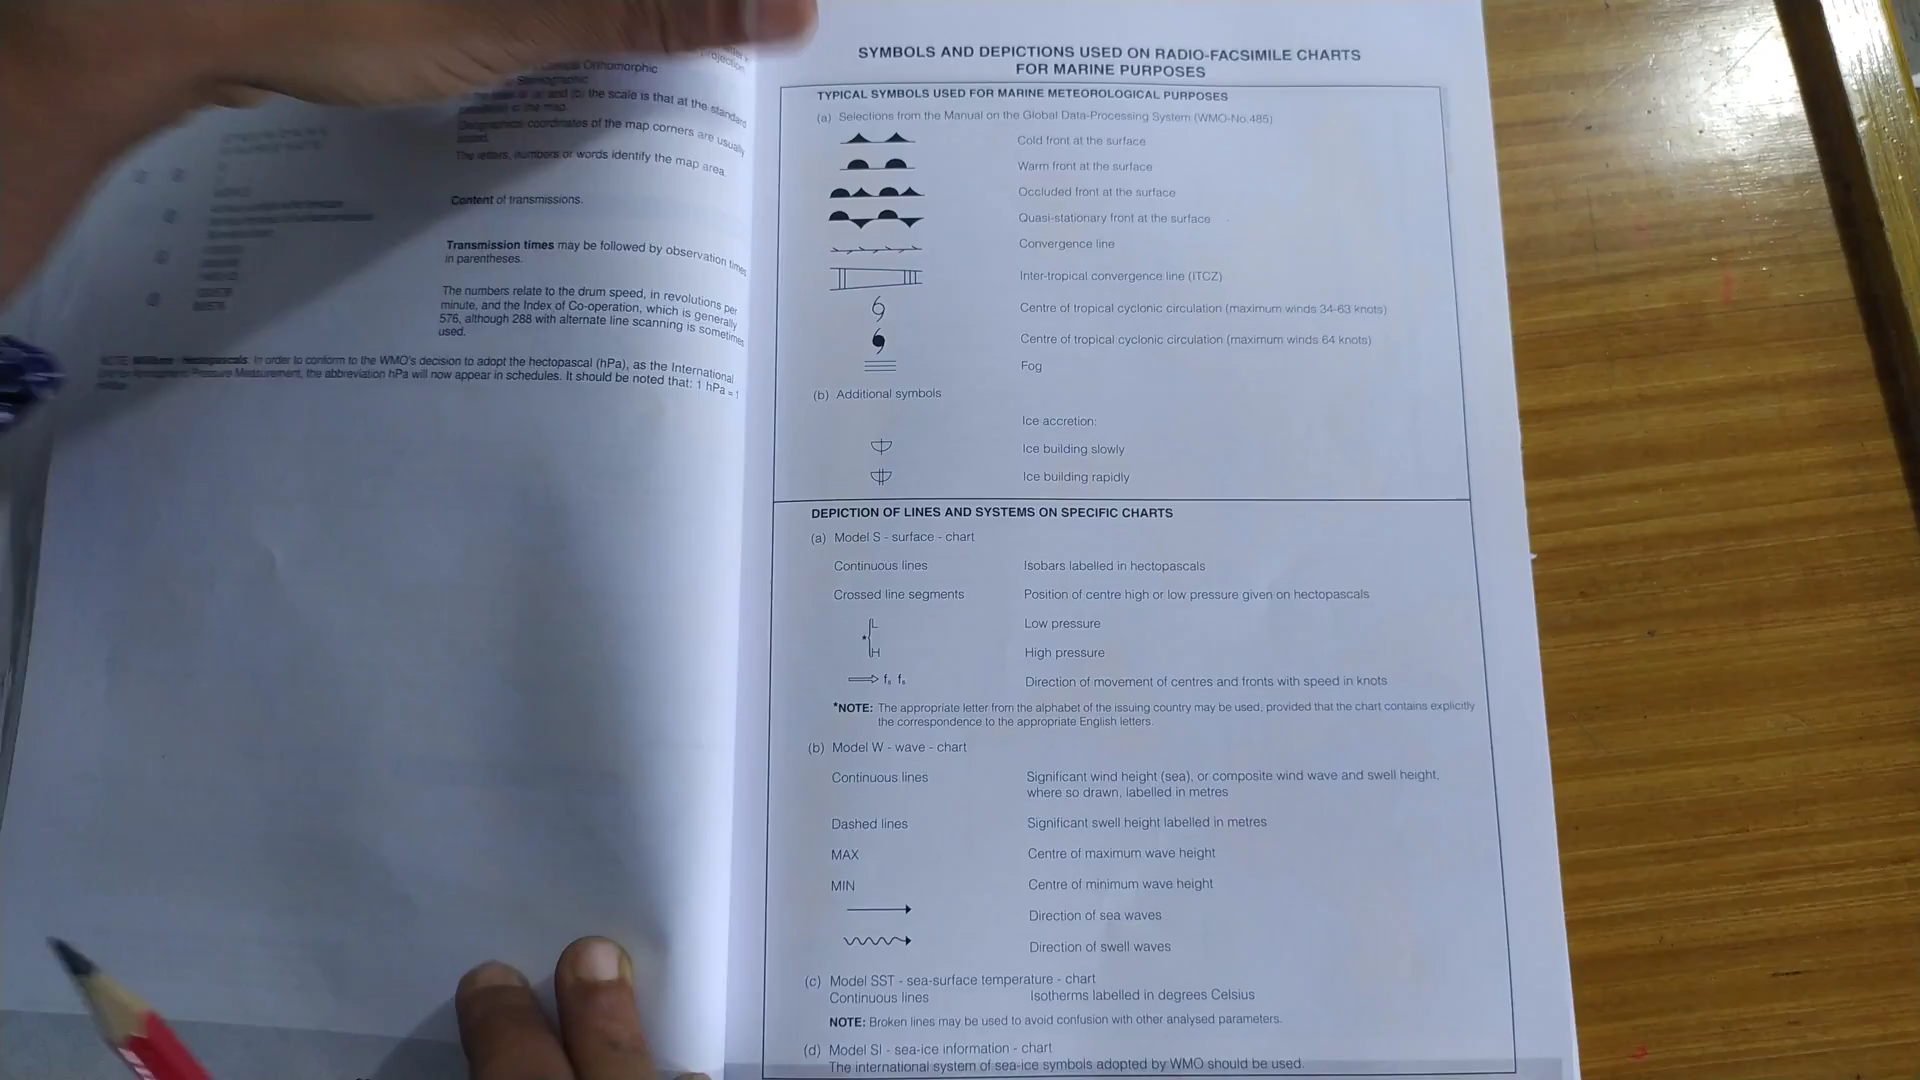 Orthomorphic
Stereographic
and (b) the scale is that at the standard
of the map.
Geographical coordinates of the map corners are usually
stated.
The letters, numbers or words identify the map area.
Content of transmissions.
Transmission times may be followed by observation times
in parentheses.
The numbers relate to the drum speed, in revolutions per
minute, and the Index of Co-operation, which is generally
576, although 288 with alternate line scanning is sometimes
used.
NOTE: Millibars - Hectopascals: In order to conform to the WMO's decision to adopt the hectopascal (hPa), as the International
Pressure Measurement, the abbreviation hPa will now appear in schedules. It should be noted that: 1 hPa = 1
SYMBOLS AND DEPICTIONS USED ON RADIO-FACSIMILE CHARTS
FOR MARINE PURPOSES
TYPICAL SYMBOLS USED FOR MARINE METEOROLOGICAL PURPOSES
(a) Selections from the Manual on the Global Data-Processing System (WMO-No.485)
Cold front at the surface
Warm front at the surface
Occluded front at the surface
Quasi-stationary front at the surface
Convergence line
Inter-tropical convergence line (ITCZ)
Centre of tropical cyclonic circulation (maximum winds 34-63 knots)
Centre of tropical cyclonic circulation (maximum winds 64 knots)
Fog
(b) Additional symbols
Ice accretion:
Ice building slowly
Ice building rapidly
DEPICTION OF LINES AND SYSTEMS ON SPECIFIC CHARTS
(a) Model S - surface - chart
Continuous lines Isobars labelled in hectopascals
Crossed line segments Position of centre high or low pressure given on hectopascals
L Low pressure
*
H High pressure
fs fs Direction of movement of centres and fronts with speed in knots
*NOTE: The appropriate letter from the alphabet of the issuing country may be used, provided that the chart contains explicitly
the correspondence to the appropriate English letters.
(b) Model W - wave - chart
Continuous lines Significant wind height (sea), or composite wind wave and swell height,
where so drawn, labelled in metres
Dashed lines Significant swell height labelled in metres
MAX Centre of maximum wave height
MIN Centre of minimum wave height
Direction of sea waves
Direction of swell waves
(c) Model SST - sea-surface temperature - chart
Continuous lines Isotherms labelled in degrees Celsius
NOTE: Broken lines may be used to avoid confusion with other analysed parameters.
(d) Model SI - sea-ice information - chart
The international system of sea-ice symbols adopted by WMO should be used.